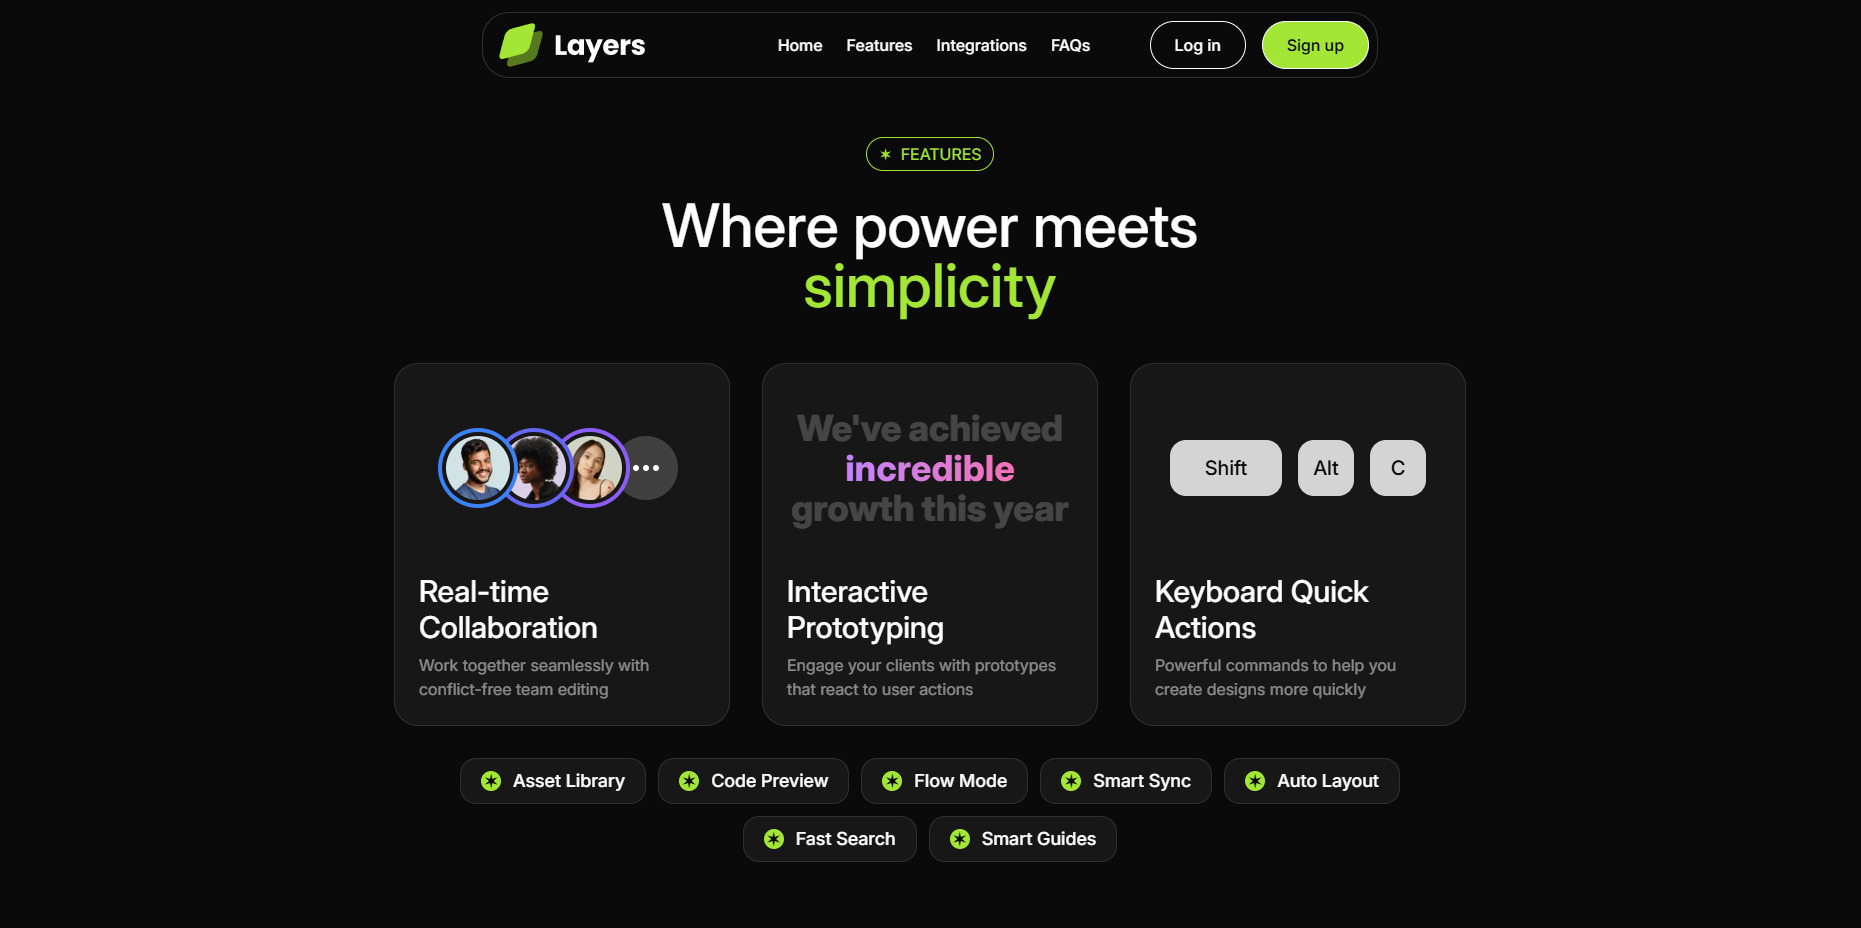 Layers
Home Features Integrations FAQs Log in Sign up
FEATURES
Where power meets
simplicity
We've achieved
incredible
growth this year
Shift Alt C
Real-time
Collaboration
Work together seamlessly with
conflict-free team editing
Interactive
Prototyping
Engage your clients with prototypes
that react to user actions
Keyboard Quick
Actions
Powerful commands to help you
create designs more quickly
Asset Library Code Preview Flow Mode Smart Sync Auto Layout
Fast Search Smart Guides